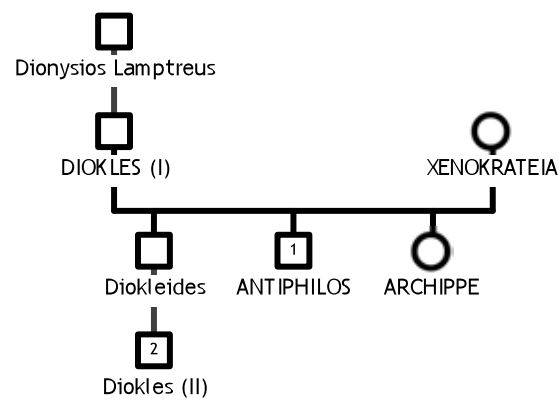 Dionysios Lamptreus
DIOKLES (I)
XENOKRATEIA
1
Diokleides
ANTIPHILOS
ARCHIPPE
2
Diokles (II)